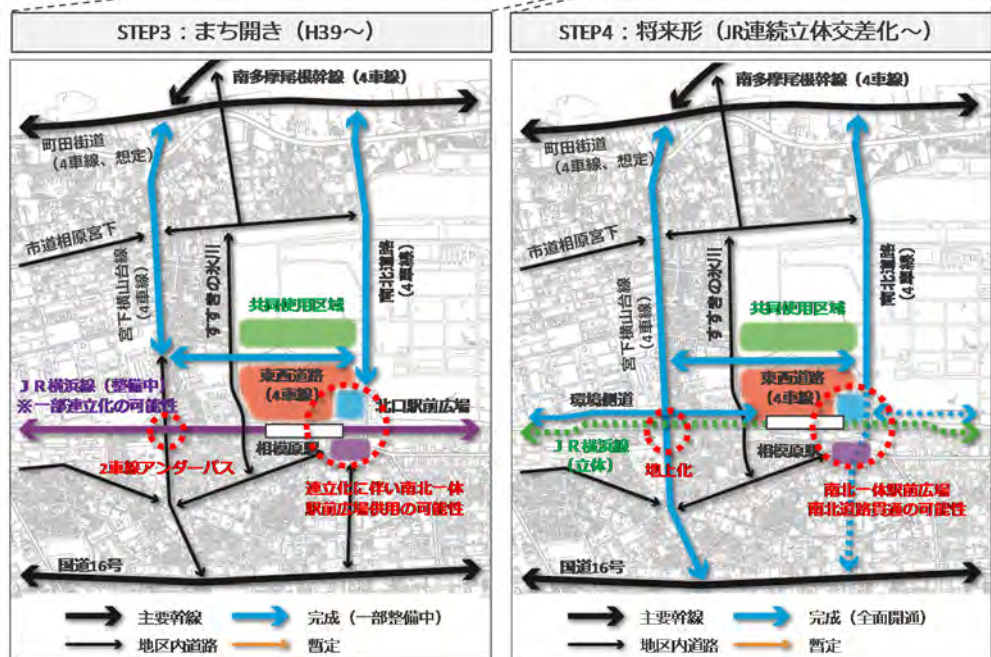 STEP3：まち開き（H39～）
南多摩尾根幹線（4車線）
町田街道
（4車線、想定）
市道相原宮下
宮下横山台線
（4車線）
すすきの氷川
南北道路
（4車線）
共同使用区域
東西道路
（4車線）
ＪＲ横浜線（整備中）
※一部連立化の可能性
北口駅前広場
相模原駅
2車線アンダーパス
連立化に伴い南北一体
駅前広場供用の可能性
国道16号
主要幹線
完成（一部整備中）
地区内道路
暫定
STEP4：将来形（JR連続立体交差化～）
南多摩尾根幹線（4車線）
町田街道
（4車線、想定）
市道相原宮下
宮下横山台線
（4車線）
すすきの氷川
南北道路
（4車線）
共同使用区域
東西道路
（4車線）
環境側道
ＪＲ横浜線
（立体）
相模原駅
地上化
南北一体駅前広場
南北道路貫通の可能性
国道16号
主要幹線
完成（全面開通）
地区内道路
暫定